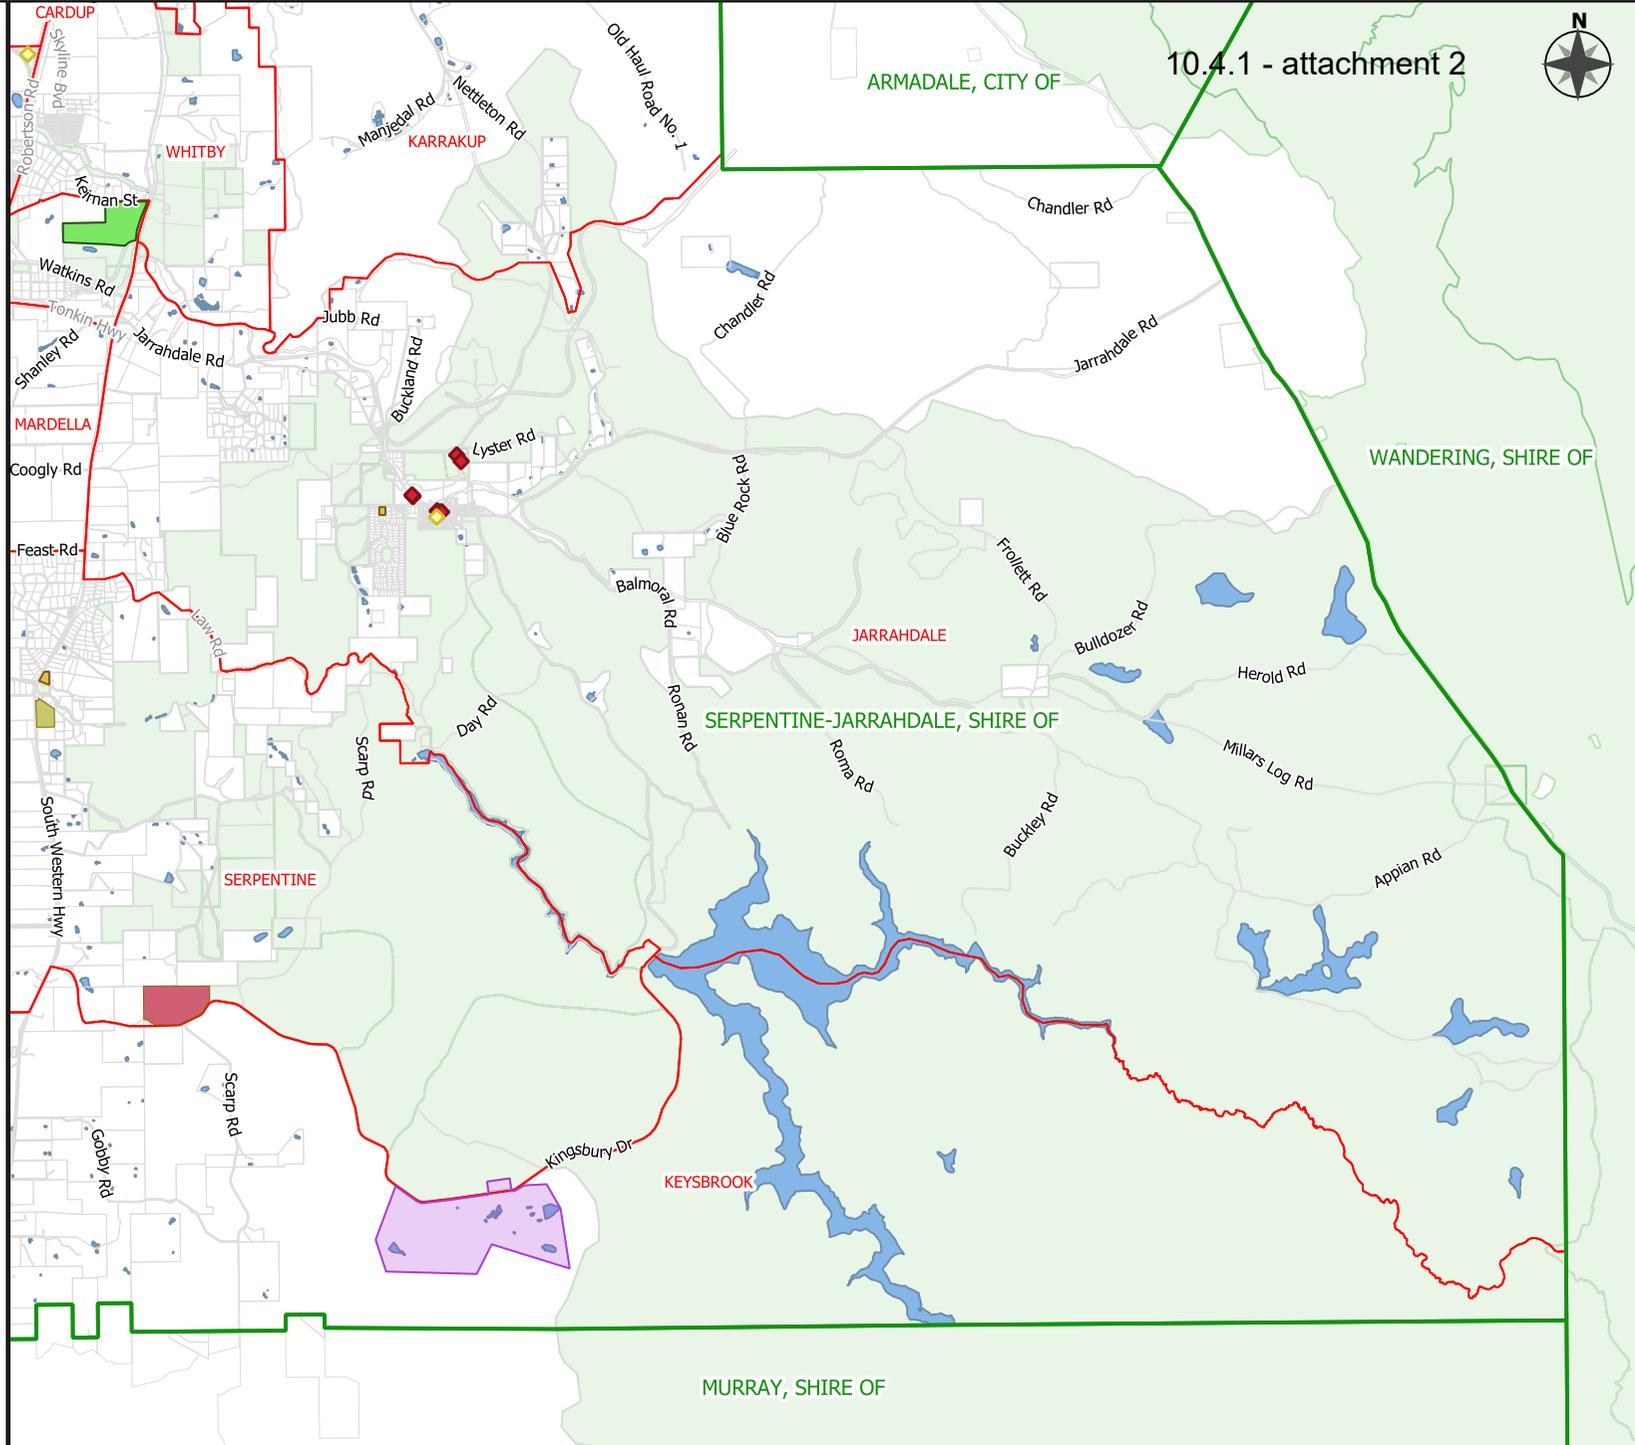 CARDUP
Skyline Bvd
Robertson Rd
Old Haul Road No. 1
10.4.1 - attachment 2
N
ARMADALE, CITY OF
Manjedal Rd
Nettleton Rd
KARRAKUP
WHITBY
Keirnan St
Chandler Rd
Watkins Rd
Tonkin Hwy
Jubb Rd
Chandler Rd
Shanley Rd
Jarrahdale Rd
Jarrahdale Rd
Buckland Rd
MARDELLA
Lyster Rd
WANDERING, SHIRE OF
Coogly Rd
Blue Rock Rd
Feast Rd
Frollett Rd
Balmoral Rd
Law Rd
JARRAHDALE
Bulldozer Rd
Herold Rd
Day Rd
Ronan Rd
SERPENTINE-JARRAHDALE, SHIRE OF
Scarp Rd
Roma Rd
Millars Log Rd
South Western Hwy
Buckley Rd
Appian Rd
SERPENTINE
Scarp Rd
Gobby Rd
Kingsbury Dr
KEYSBROOK
MURRAY, SHIRE OF